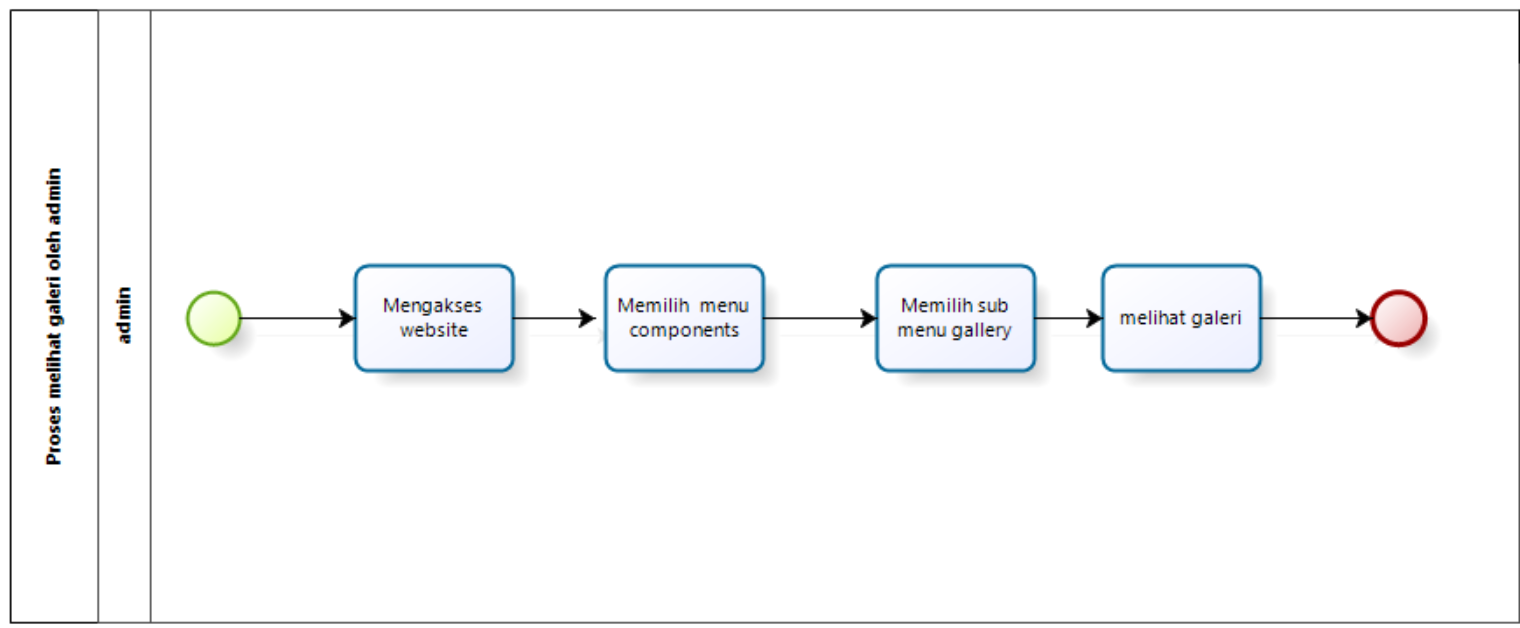 Proses melihat galeri oleh admin
admin
Mengakses
website
Memilih  menu
components
Memilih sub
menu gallery
melihat galeri